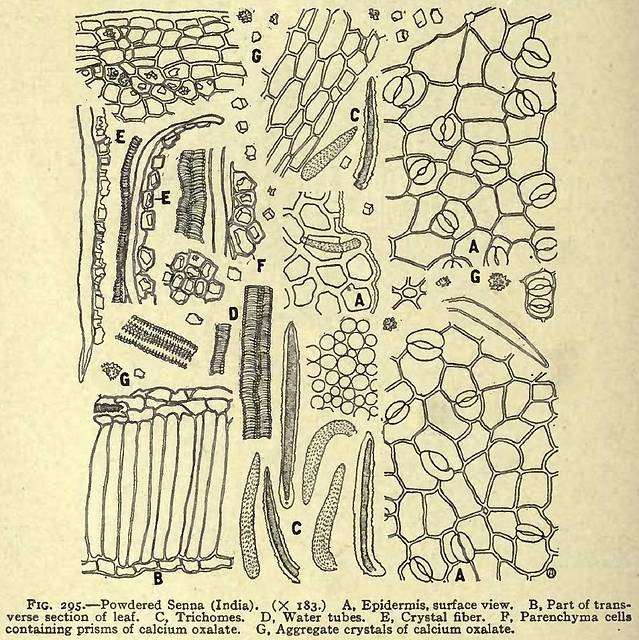 G
C
E
E
A
F
A
G
D
G
C
B
A
FIG. 295.—Powdered Senna (India). (X 183.) A, Epidermis, surface view. B, Part of trans-
verse section of leaf. C, Trichomes. D, Water tubes. E, Crystal fiber. F, Parenchyma cells
containing prisms of calcium oxalate. G, Aggregate crystals of calcium oxalate.